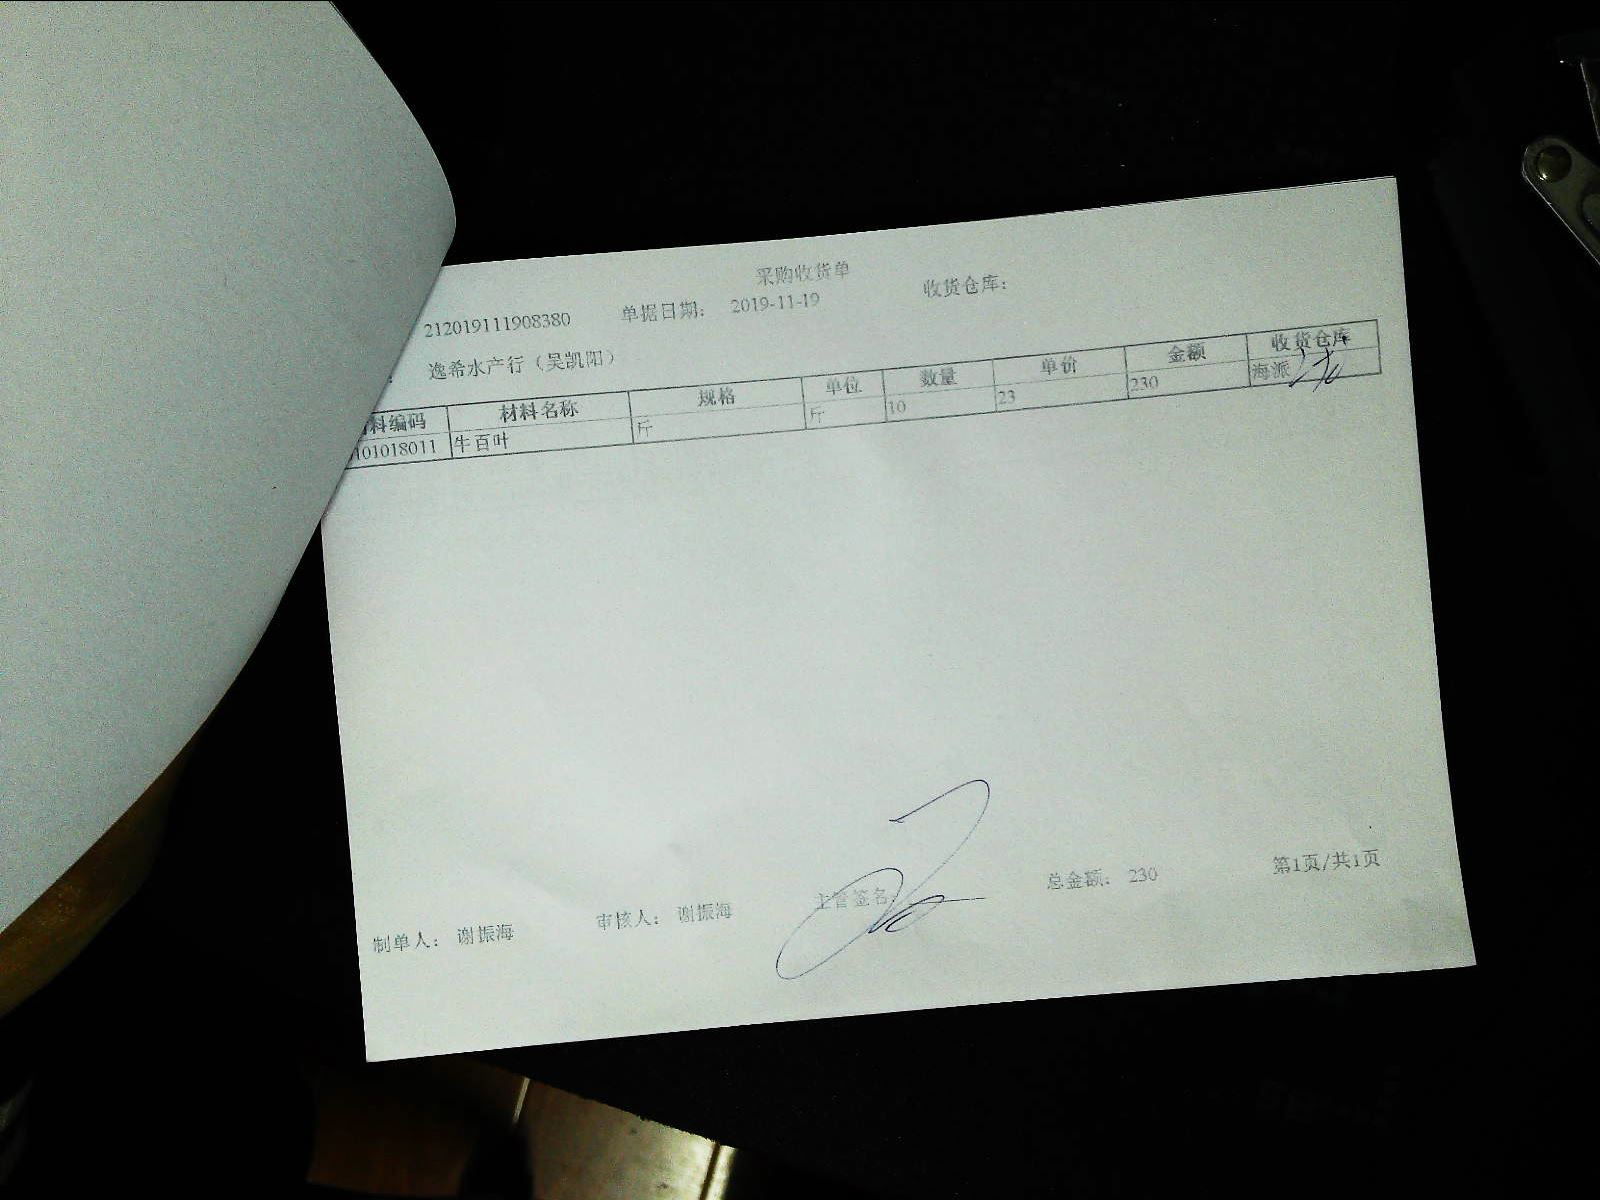 采购收货单
212019111908380 单据日期： 2019-11-19 收货仓库：
： 逸希水产行（吴凯阳）
料编码 材料名称 规格 单位 数量 单价 金额 收货仓库
101018011 牛百叶 斤 斤 10 23 230 海派
制单人： 谢振海 审核人： 谢振海 主管签名： 总金额： 230 第1页/共1页